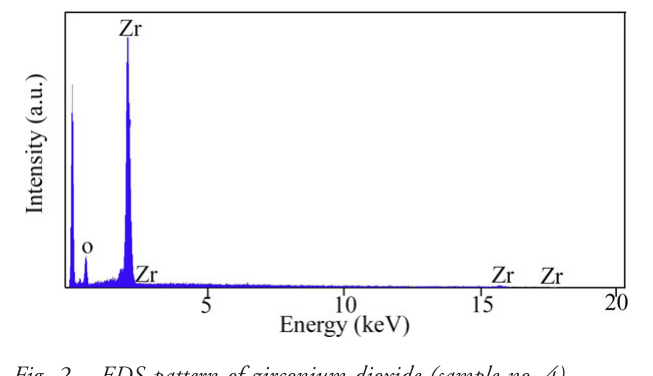 Zr
Intensity (a.u.)
o
Zr
Zr
Zr
5
10
15
20
Energy (keV)
Fig. 2 EDS pattern of zirconium dioxide (sample no. 4)